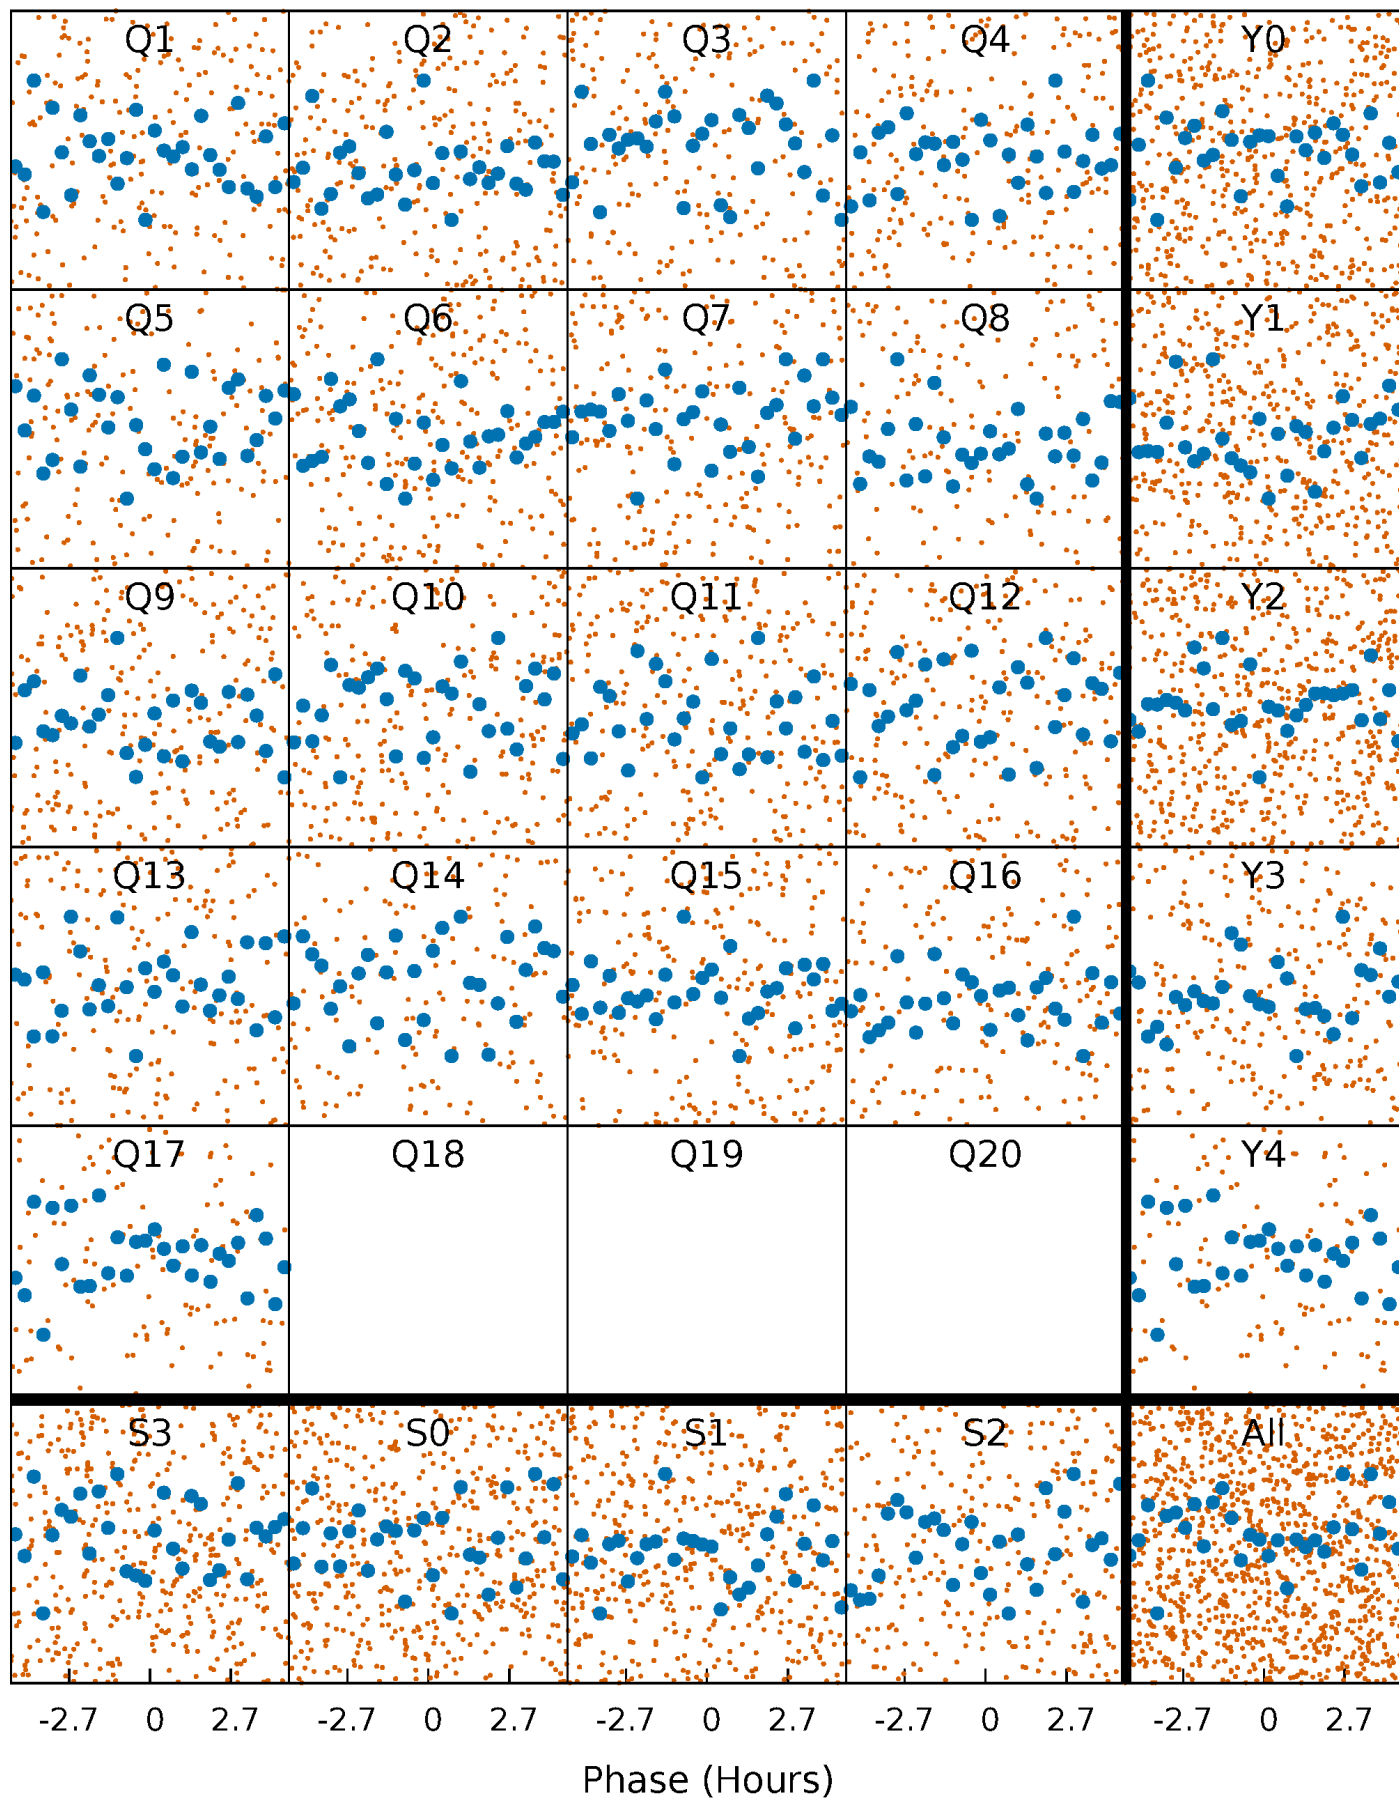 Q1 Q2 Q3 Q4 Y0
Q5 Q6 Q7 Q8 Y1
Q9 Q10 Q11 Q12 Y2
Q13 Q14 Q15 Q16 Y3
Q17 Q18 Q19 Q20 Y4
S3 S0 S1 S2 All
-2.7 0 2.7 -2.7 0 2.7 -2.7 0 2.7 -2.7 0 2.7 -2.7 0 2.7
Phase (Hours)